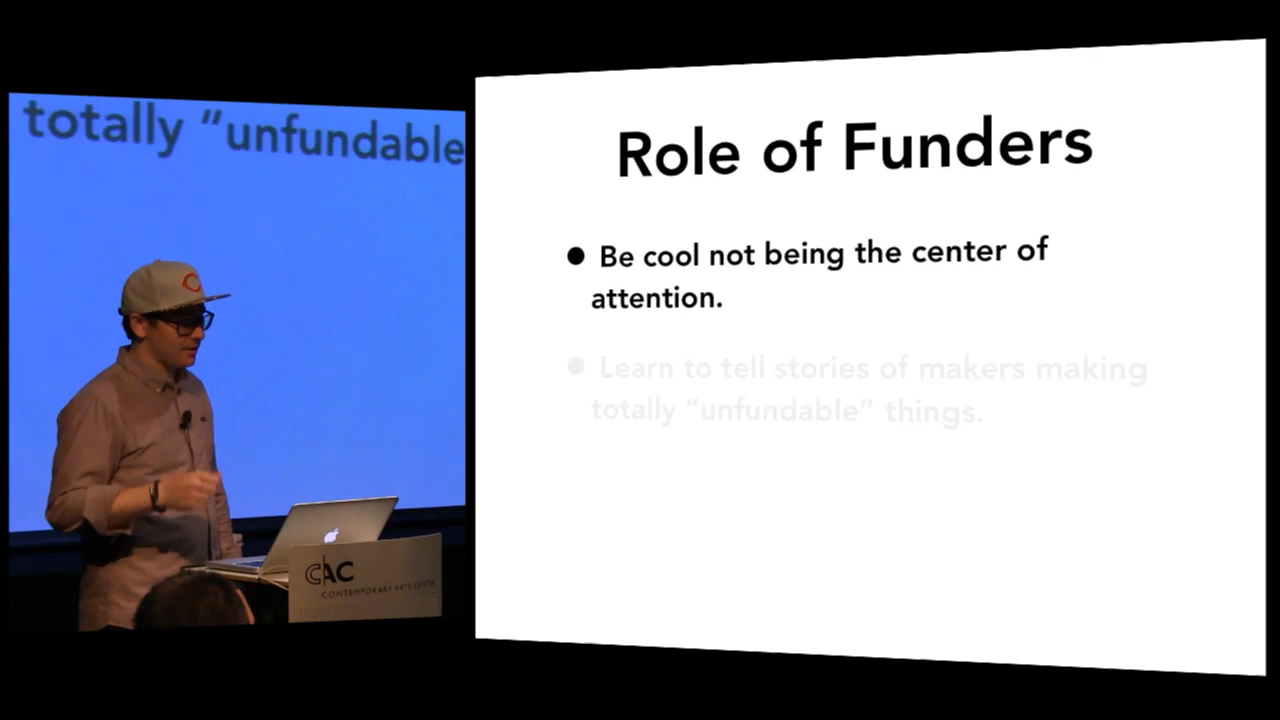 totally “unfundable
Role of Funders
● Be cool not being the center of
attention.
● Learn to tell stories of makers making
totally “unfundable” things.
C
CAC
CONTEMPORARY ARTS CENTER